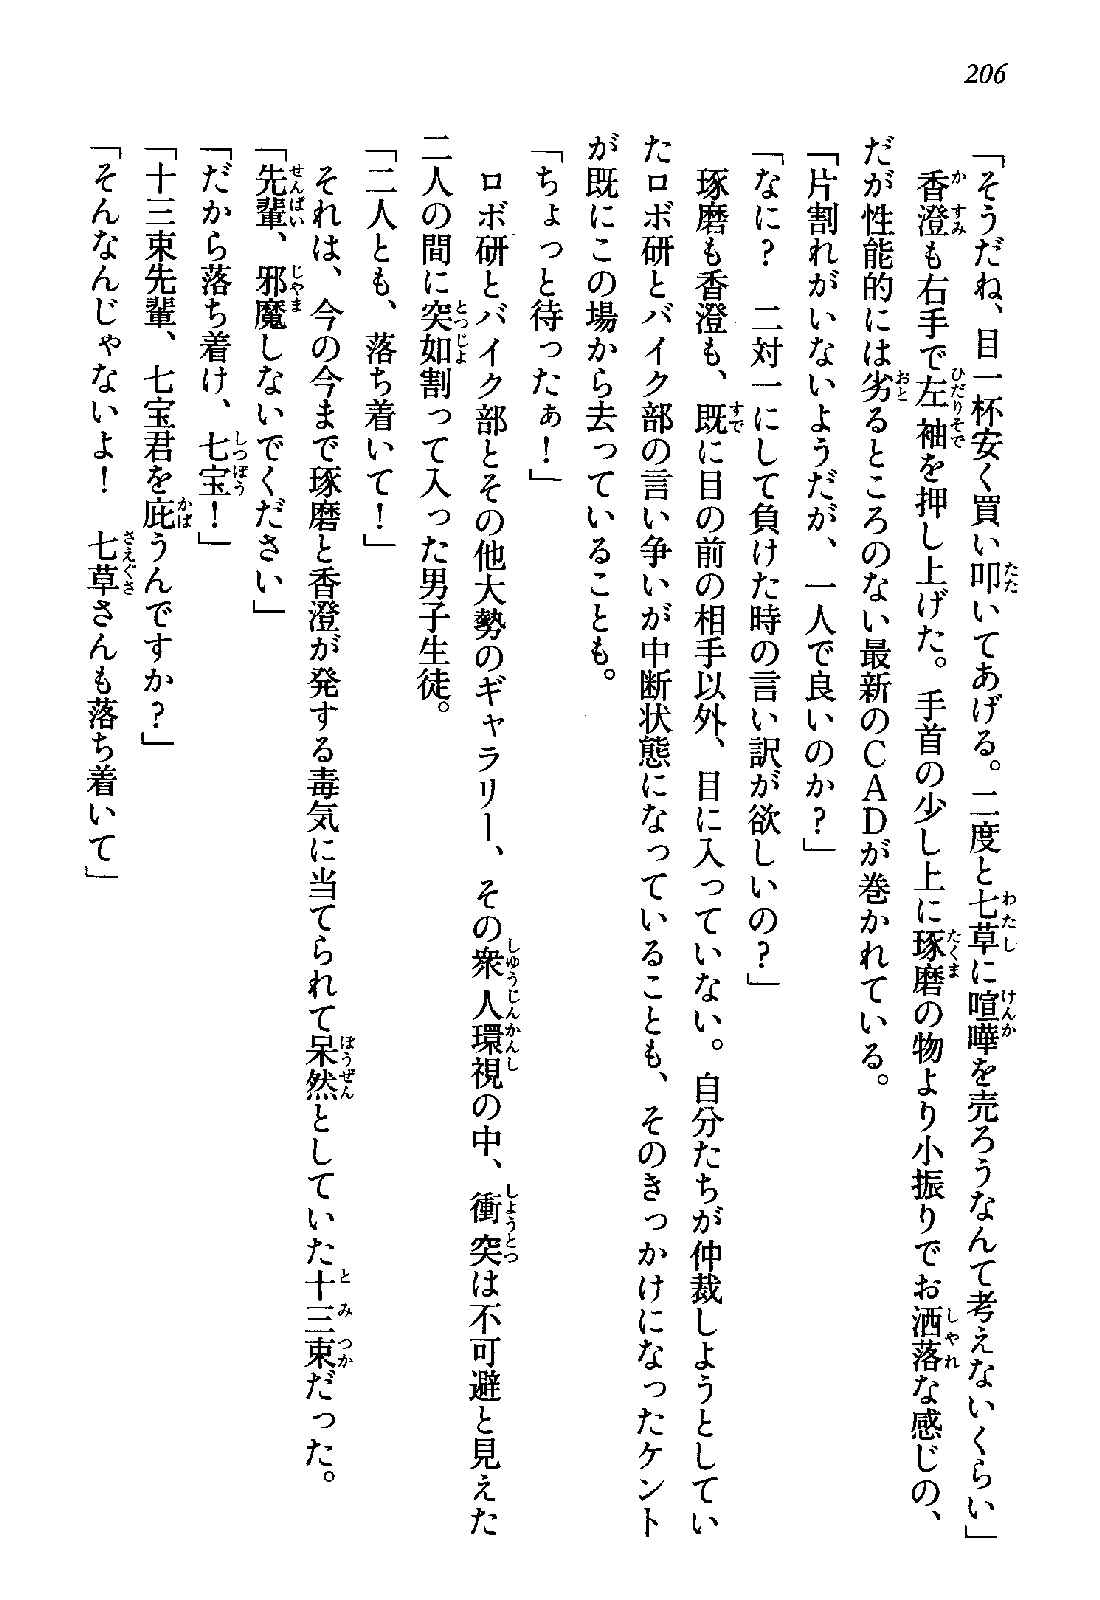 206
「そうだね、目一杯安く買い叩いてあげる。二度と七草に喧嘩を売ろうなんて考えないくらい」
　香澄も右手で左袖を押し上げた。手首の少し上に琢磨の物より小振りでお洒落な感じの、
だが性能的には劣るところのない最新のＣＡＤが巻かれている。
「片割れがいないようだが、一人で良いのか？」
「なに？　二対一にして負けた時の言い訳が欲しいの？」
　琢磨も香澄も、既に目の前の相手以外、目に入っていない。自分たちが仲裁しようとしてい
たロボ研とバイク部の言い争いが中断状態になっていることも、そのきっかけになったケント
が既にこの場から去っていることも。
「ちょっと待ったぁ！」
　ロボ研とバイク部とその他大勢のギャラリー、その衆人環視の中、衝突は不可避と見えた
二人の間に突如割って入った男子生徒。
「二人とも、落ち着いて！」
　それは、今の今まで琢磨と香澄が発する毒気に当てられて呆然としていた十三束だった。
「先輩、邪魔しないでください」
「だから落ち着け、七宝！」
「十三束先輩、七宝君を庇うんですか？」
「そんなんじゃないよ！　七草さんも落ち着いて」